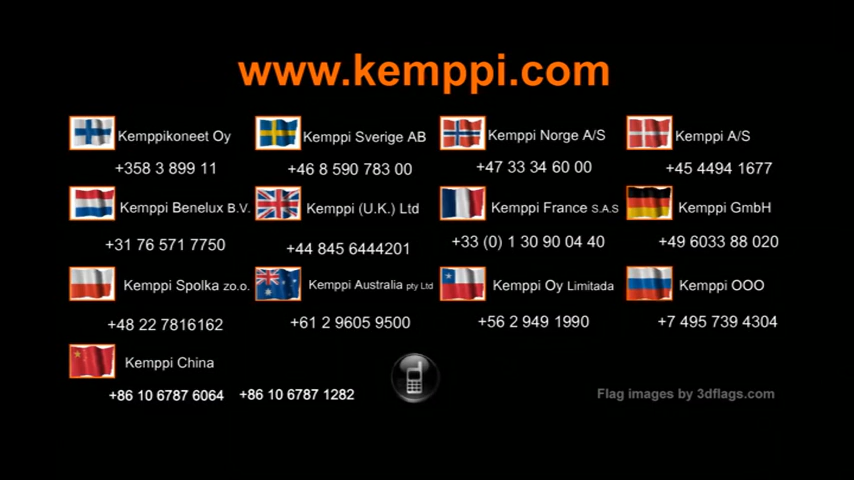 www.kemppi.com
Kemppikoneet Oy
+358 3 899 11
Kemppi Sverige AB
+46 8 590 783 00
Kemppi Norge A/S
+47 33 34 60 00
Kemppi A/S
+45 4494 1677
Kemppi Benelux B.V.
+31 76 571 7750
Kemppi (U.K.) Ltd
+44 845 6444201
Kemppi France S.A.S
+33 (0) 1 30 90 04 40
Kemppi GmbH
+49 6033 88 020
Kemppi Spolka zo.o.
+48 22 7816162
Kemppi Australia pty Ltd
+61 2 9605 9500
Kemppi Oy Limitada
+56 2 949 1990
Kemppi OOO
+7 495 739 4304
Kemppi China
+86 10 6787 6064 +86 10 6787 1282
Flag images by 3dflags.com